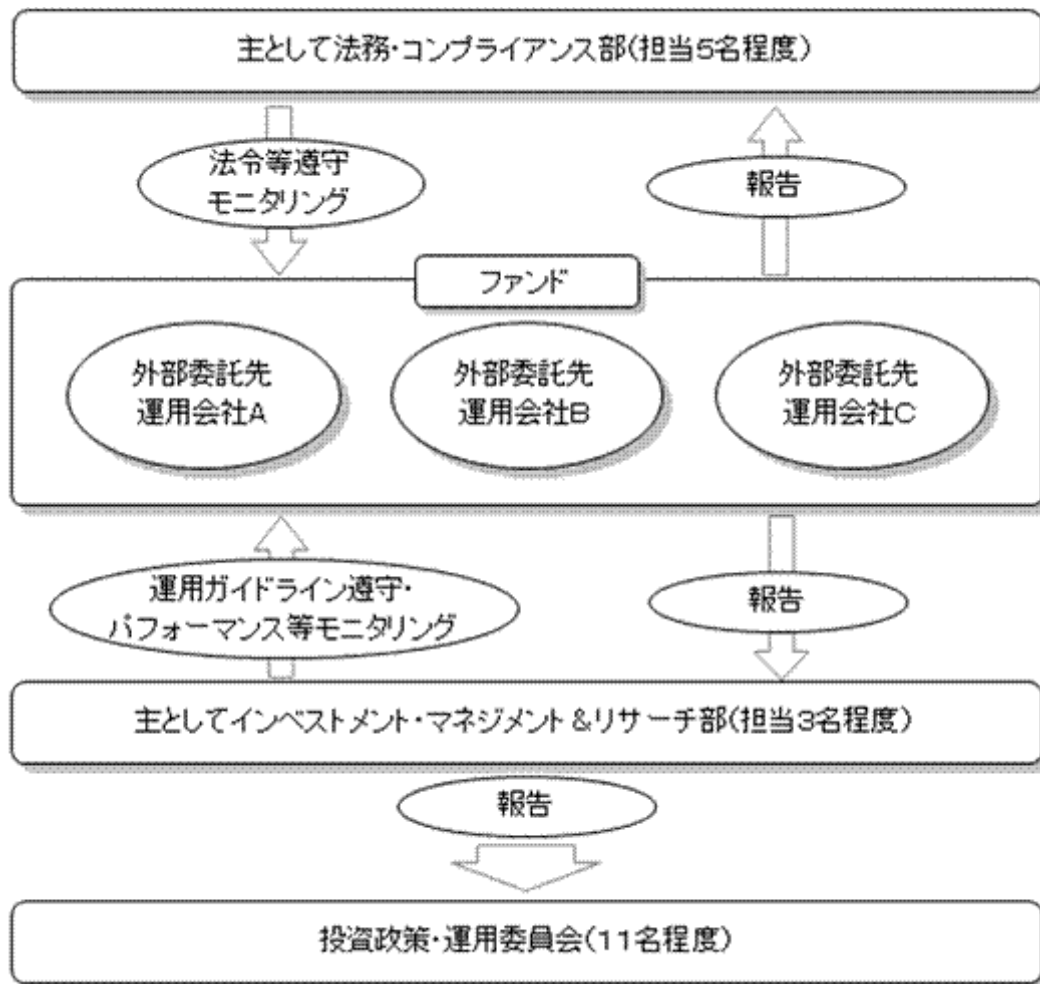 主として法務・コンプライアンス部(担当5名程度)
法令等遵守
モニタリング
報告
ファンド
外部委託先
運用会社A
外部委託先
運用会社B
外部委託先
運用会社C
運用ガイドライン遵守・
パフォーマンス等モニタリング
報告
主としてインベストメント・マネジメント&リサーチ部(担当3名程度)
報告
投資政策・運用委員会(11名程度)